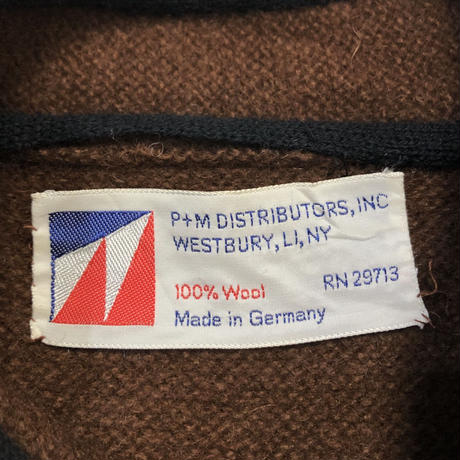 P+M DISTRIBUTORS, INC
WESTBURY, LI, NY
100% Wool RN 29713
Made in Germany